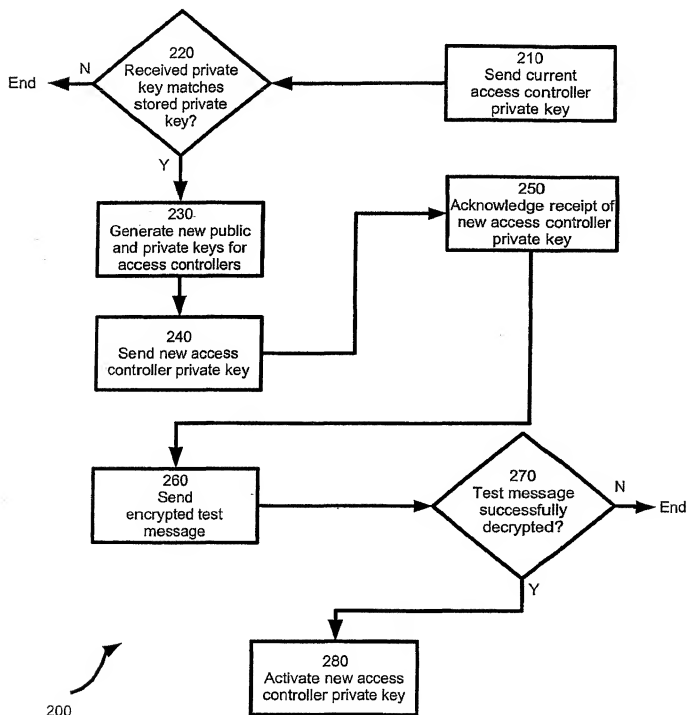 220
Received private
key matches
stored private
key?
N
End
Y
210
Send current
access controller
private key
230
Generate new public
and private keys for
access controllers
240
Send new access
controller private key
250
Acknowledge receipt of
new access controller
private key
260
Send
encrypted test
message
270
Test message
successfully
decrypted?
N
End
Y
280
Activate new access
controller private key
200